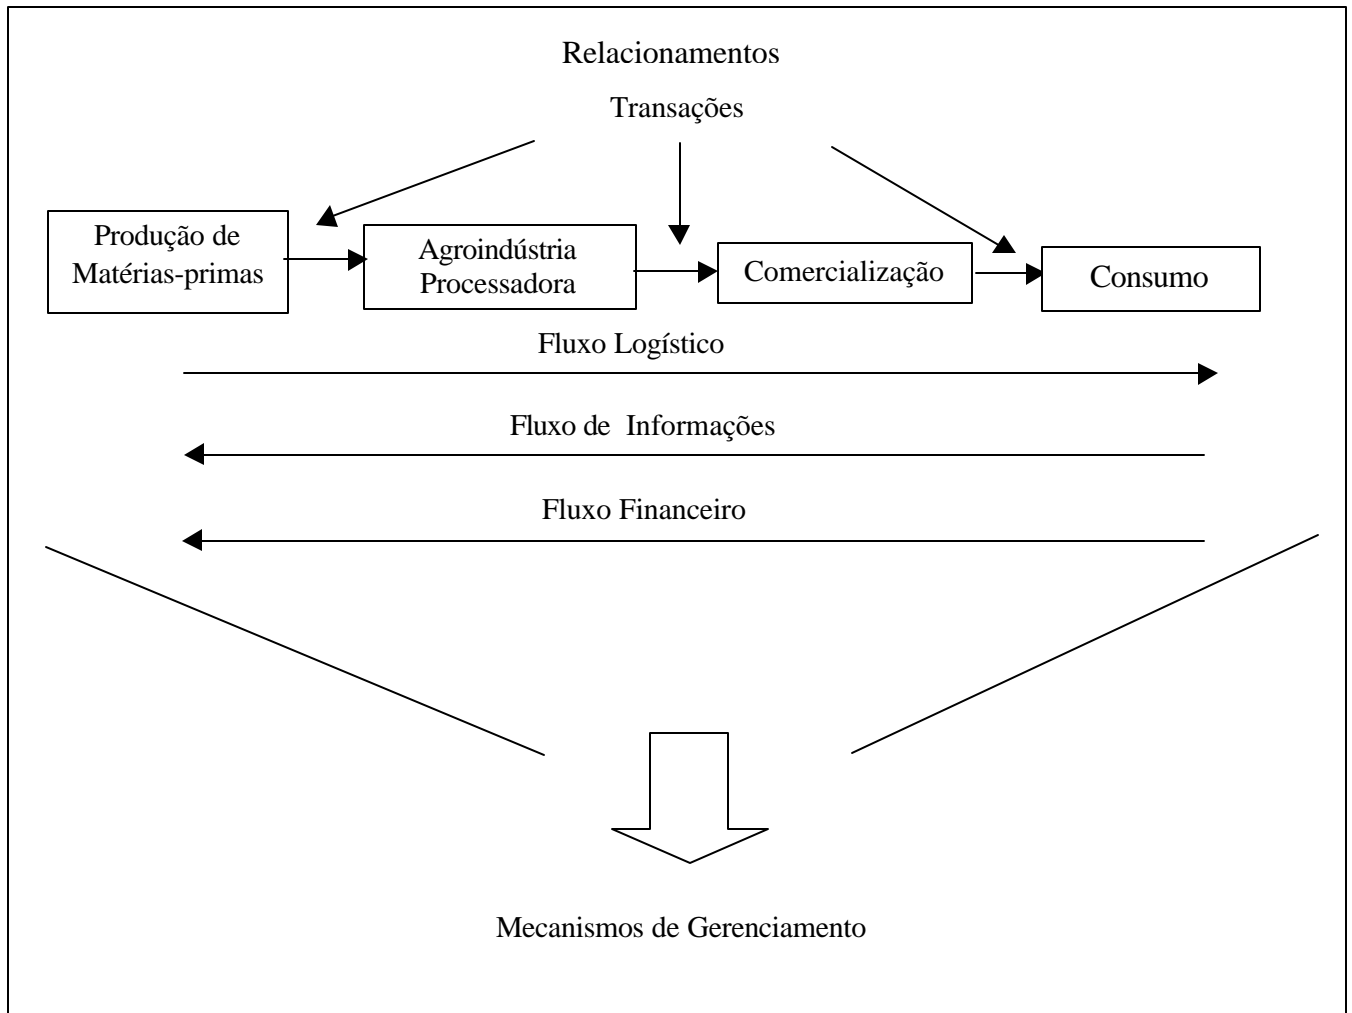 Relacionamentos
Transações
Produção de
Matérias-primas
Agroindústria
Processadora
Comercialização
Consumo
Fluxo Logístico
Fluxo de  Informações
Fluxo Financeiro
Mecanismos de Gerenciamento